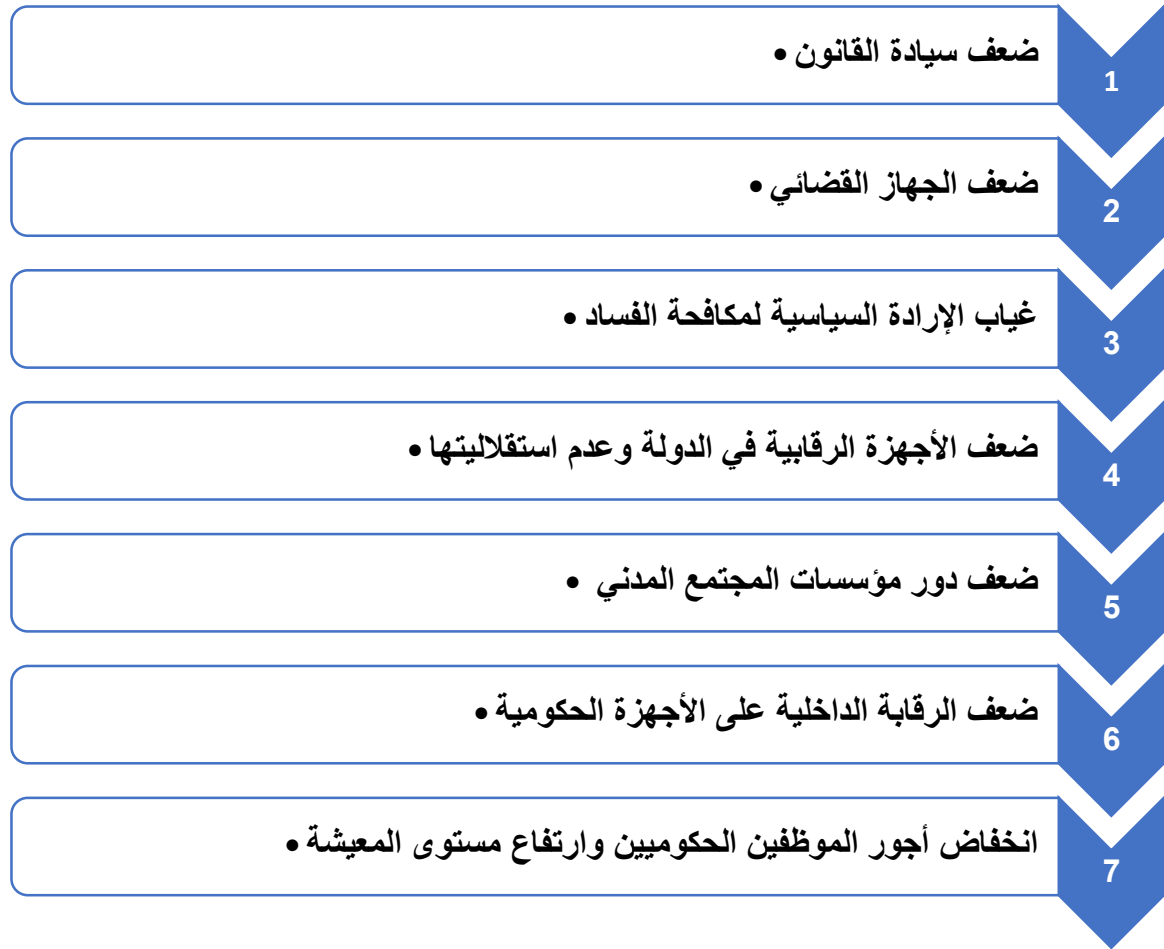 1
ضعف سيادة القانون •
2
ضعف الجهاز القضائي •
3
غياب الإرادة السياسية لمكافحة الفساد •
4
ضعف الأجهزة الرقابية في الدولة وعدم استقلاليتها •
5
ضعف دور مؤسسات المجتمع المدني •
6
ضعف الرقابة الداخلية على الأجهزة الحكومية •
7
انخفاض أجور الموظفين الحكوميين وارتفاع مستوى المعيشة •